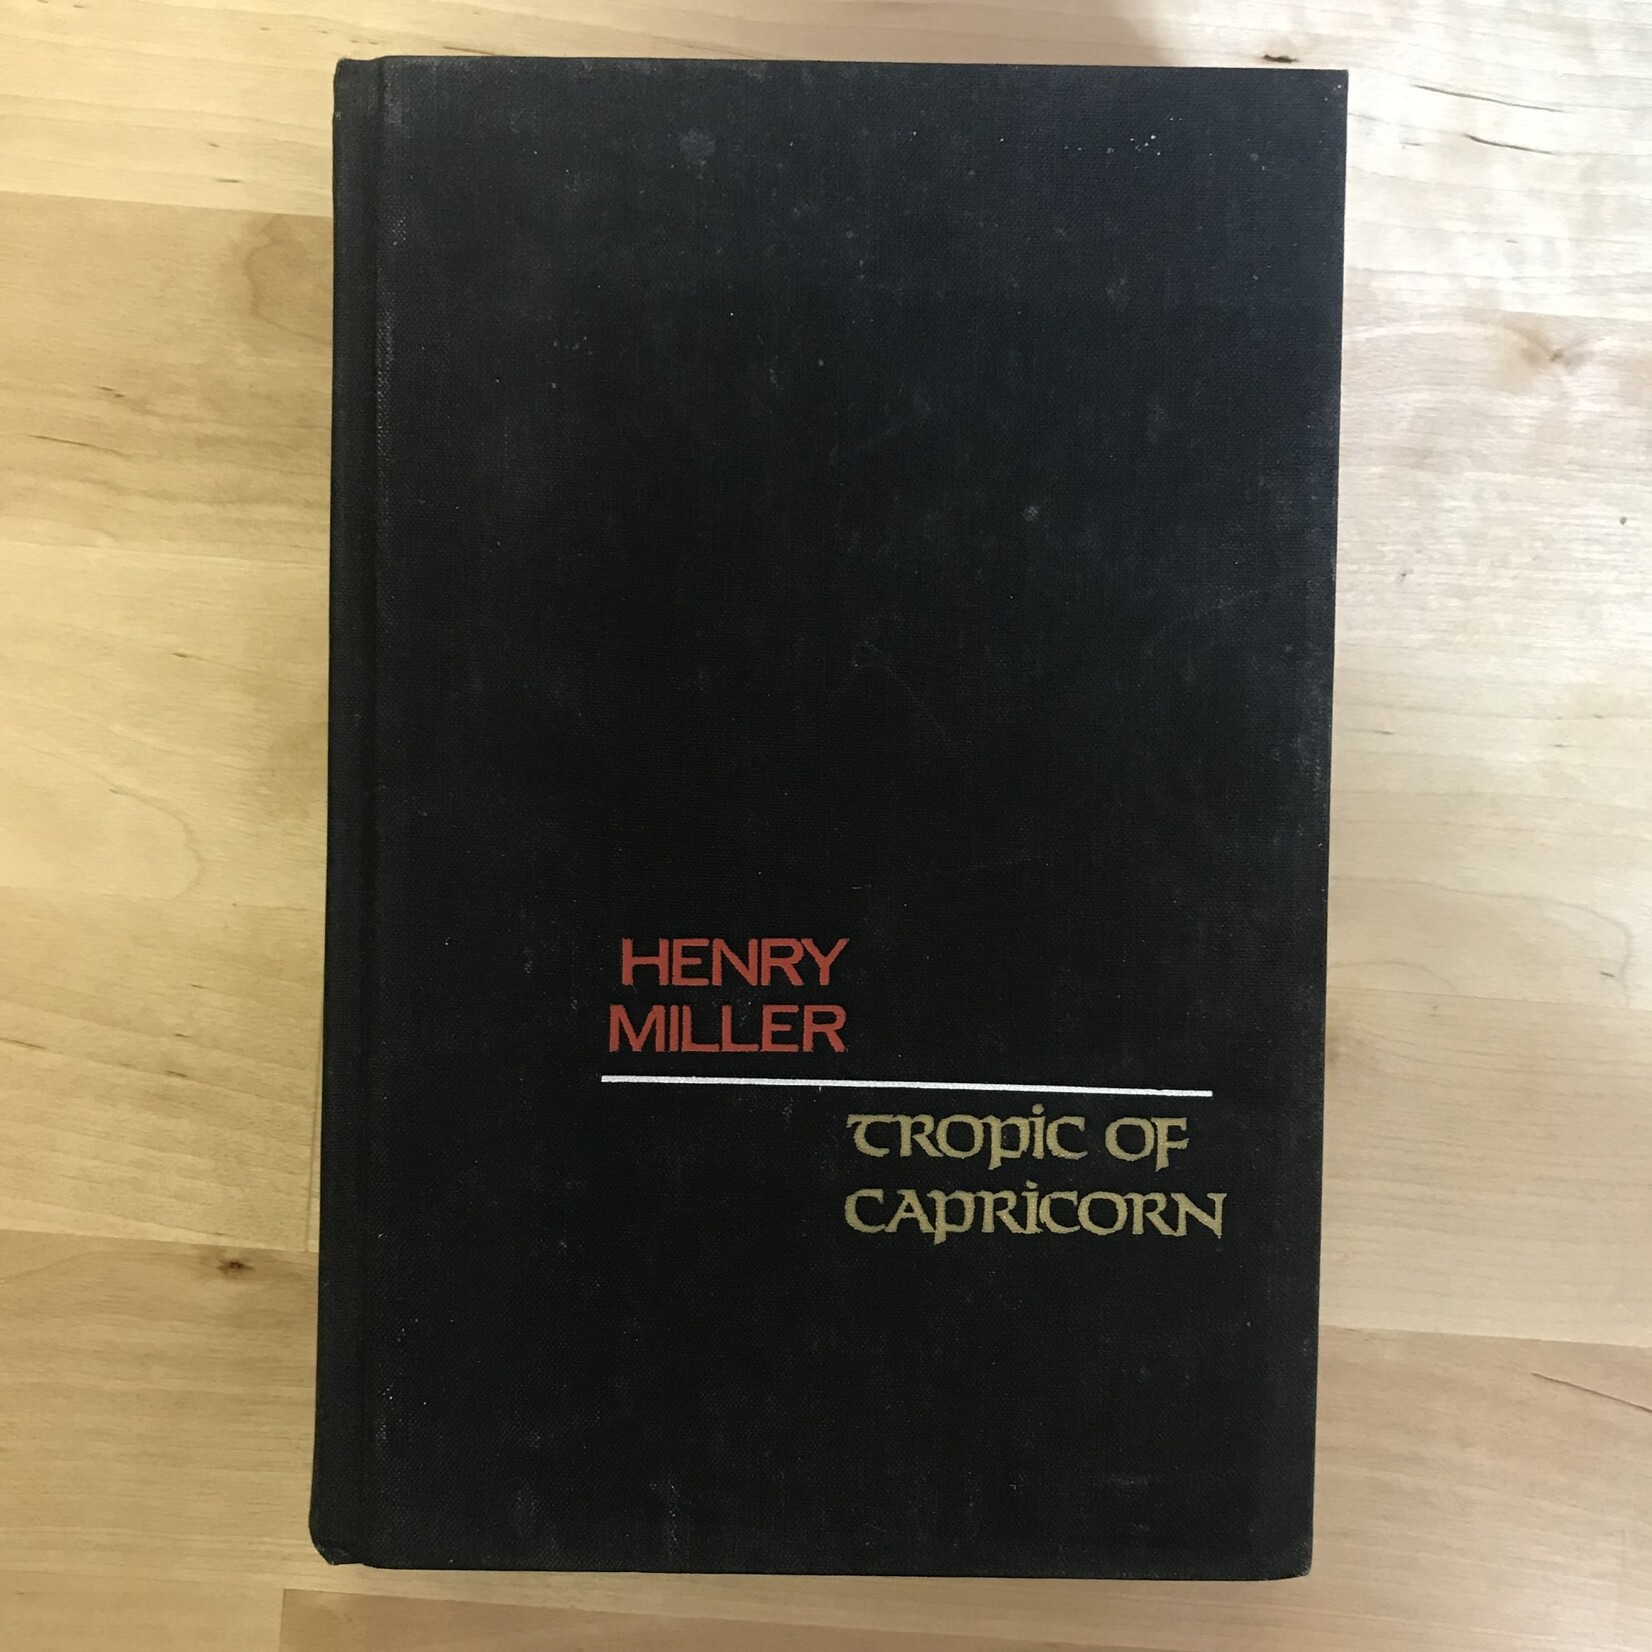 HENRY
MILLER
TROPIC OF
CAPRICORN